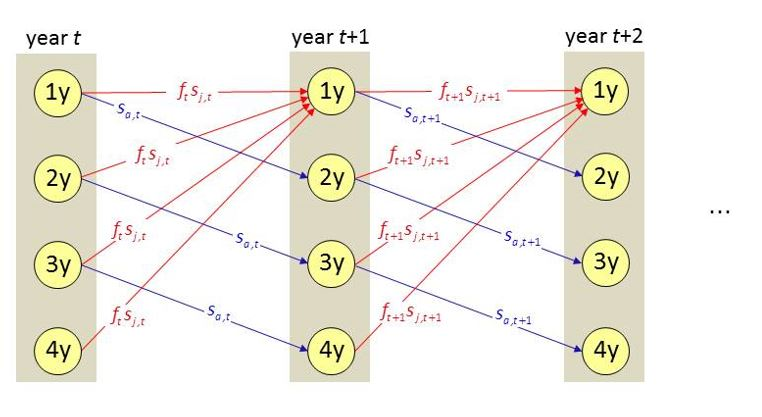 year t year t+1 year t+2
1y f_t s_j,t 1y f_t+1 s_j,t+1 1y
s_a,t s_a,t+1
f_t s_j,t f_t+1 s_j,t+1
2y 2y 2y
f_t s_j,t s_a,t f_t+1 s_j,t+1 s_a,t+1 ...
3y 3y 3y
f_t s_j,t s_a,t f_t+1 s_j,t+1 s_a,t+1
4y 4y 4y